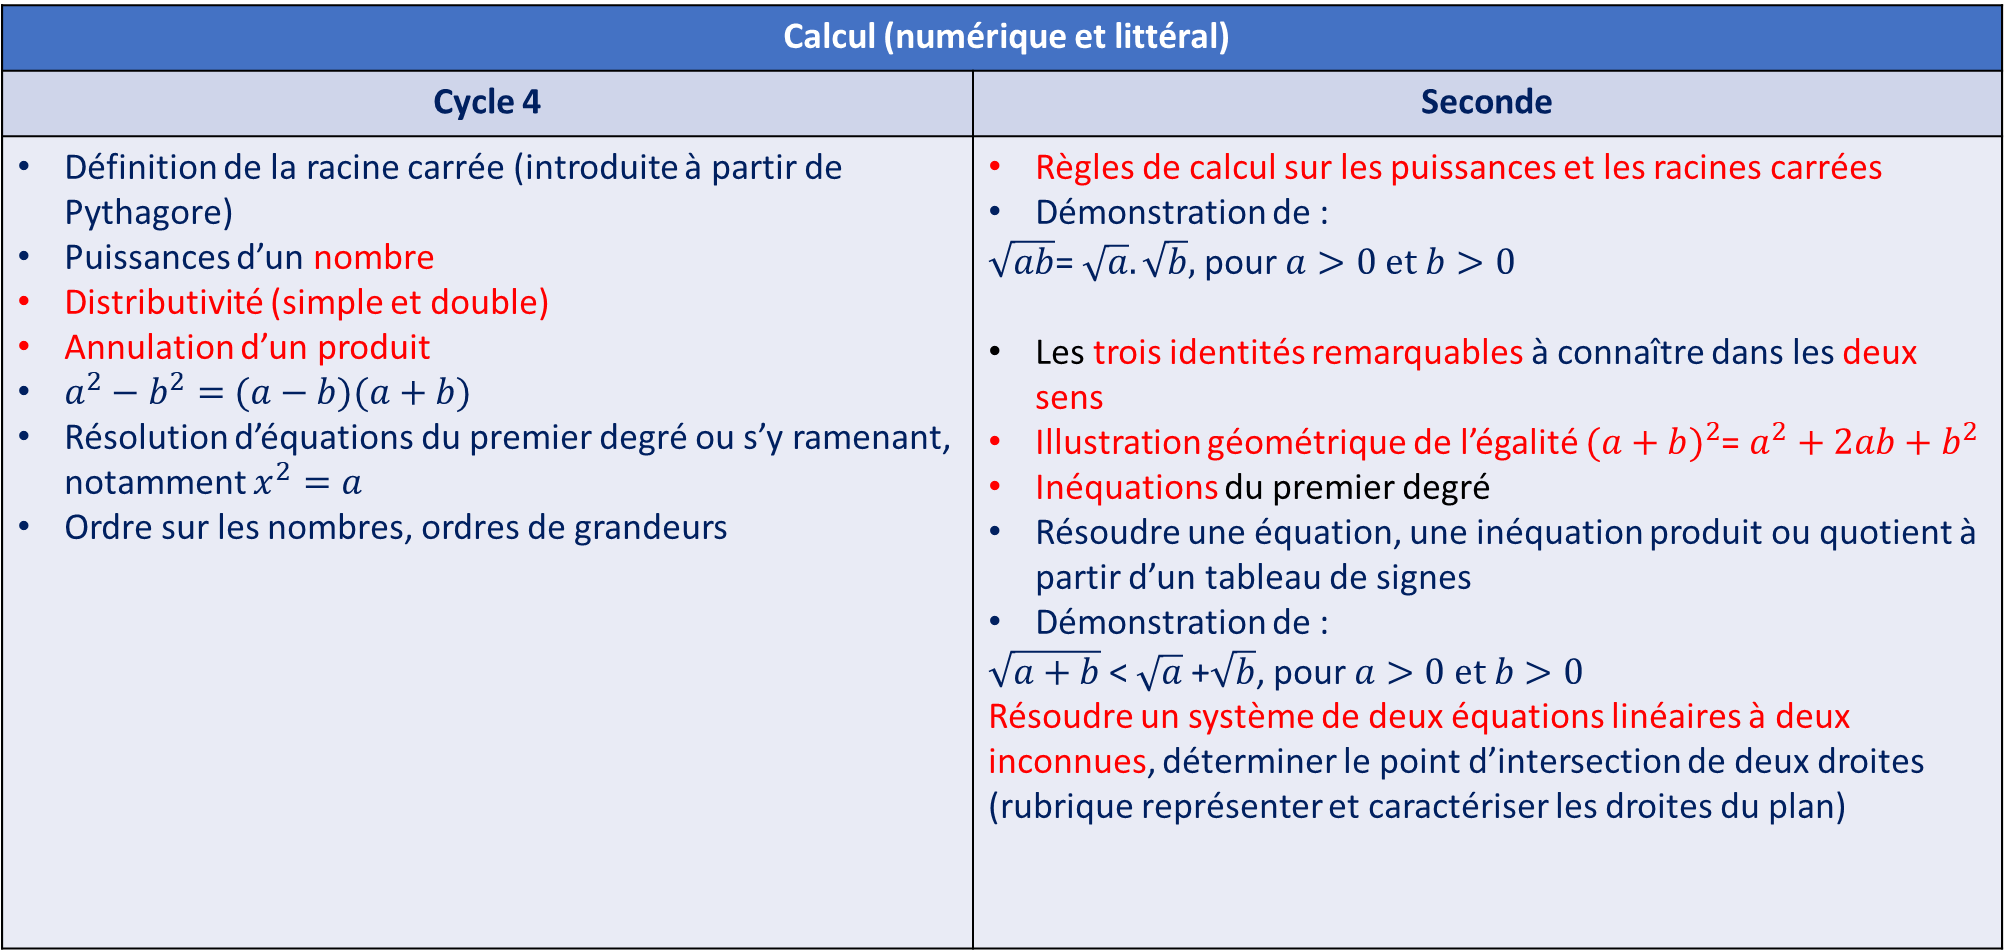 Calcul (numérique et littéral)
Cycle 4
Seconde
• Définition de la racine carrée (introduite à partir de
Pythagore)
• Puissances d’un nombre
• Distributivité (simple et double)
• Annulation d’un produit
• a² − b² = (a − b)(a + b)
• Résolution d’équations du premier degré ou s’y ramenant,
notamment x² = a
• Ordre sur les nombres, ordres de grandeurs
• Règles de calcul sur les puissances et les racines carrées
• Démonstration de :
√ab= √a. √b, pour a > 0 et b > 0
• Les trois identités remarquables à connaître dans les deux
sens
• Illustration géométrique de l’égalité (a + b)²= a² + 2ab + b²
• Inéquations du premier degré
• Résoudre une équation, une inéquation produit ou quotient à
partir d’un tableau de signes
• Démonstration de :
√(a + b) < √a +√b, pour a > 0 et b > 0
Résoudre un système de deux équations linéaires à deux
inconnues, déterminer le point d’intersection de deux droites
(rubrique représenter et caractériser les droites du plan)